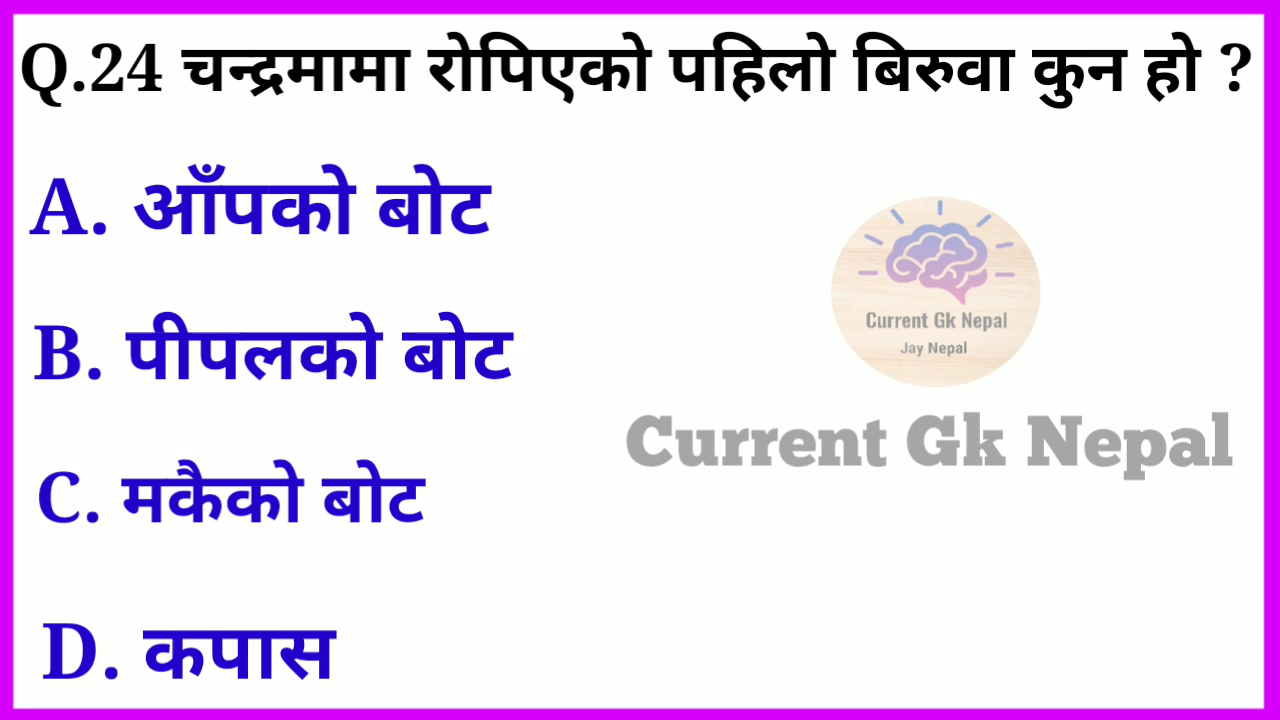 Q.24 चन्द्रमामा रोपिएको पहिलो बिरुवा कुन हो ?
A. आँपको बोट
B. पीपलको बोट
Current Gk Nepal
Jay Nepal
Current Gk Nepal
C. मकैको बोट
D. कपास